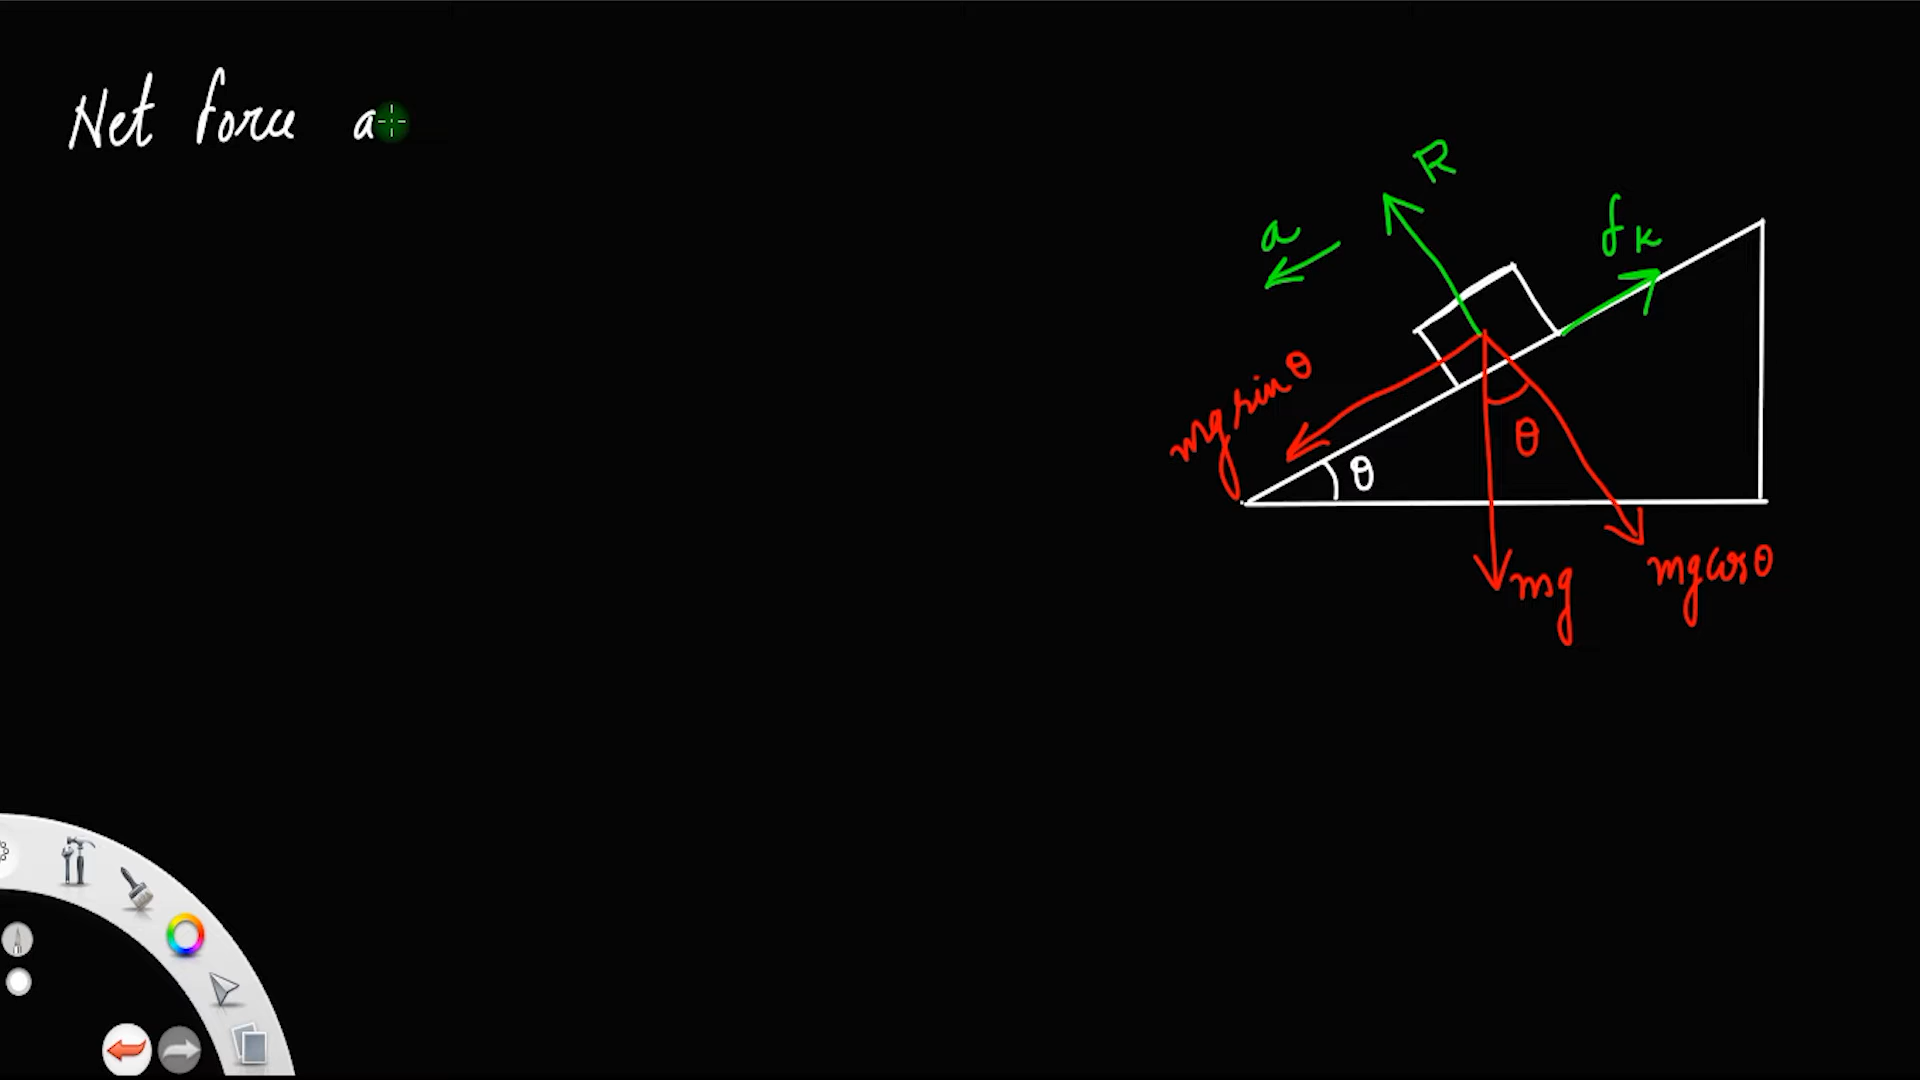 Net force a
R
a
fK
mg sin θ
θ
θ
mg cos θ
mg